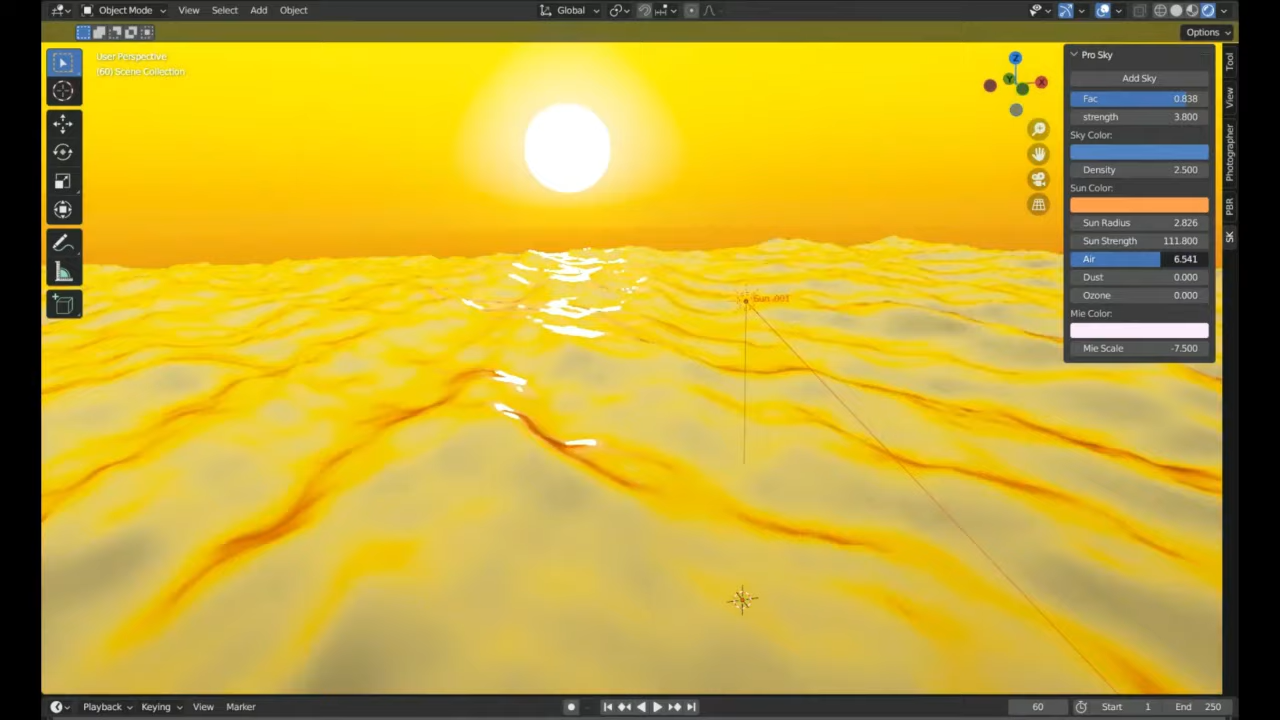 Object Mode View Select Add Object Global
Options
User Perspective
(60) Scene Collection
Z
Y
X
Sun.001
Pro Sky
Add Sky
Fac 0.838
strength 3.800
Sky Color:
Density 2.500
Sun Color:
Sun Radius 2.826
Sun Strength 111.800
Air 6.541
Dust 0.000
Ozone 0.000
Mie Color:
Mie Scale -7.500
Tool
View
Photographer
PBR
SK
Playback Keying View Marker 60 Start 1 End 250